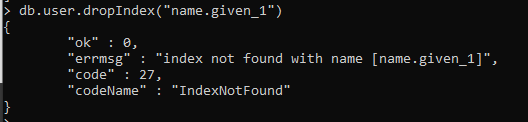 > db.user.dropIndex("name.given_1")
{
        "ok" : 0,
        "errmsg" : "index not found with name [name.given_1]",
        "code" : 27,
        "codeName" : "IndexNotFound"
}
>